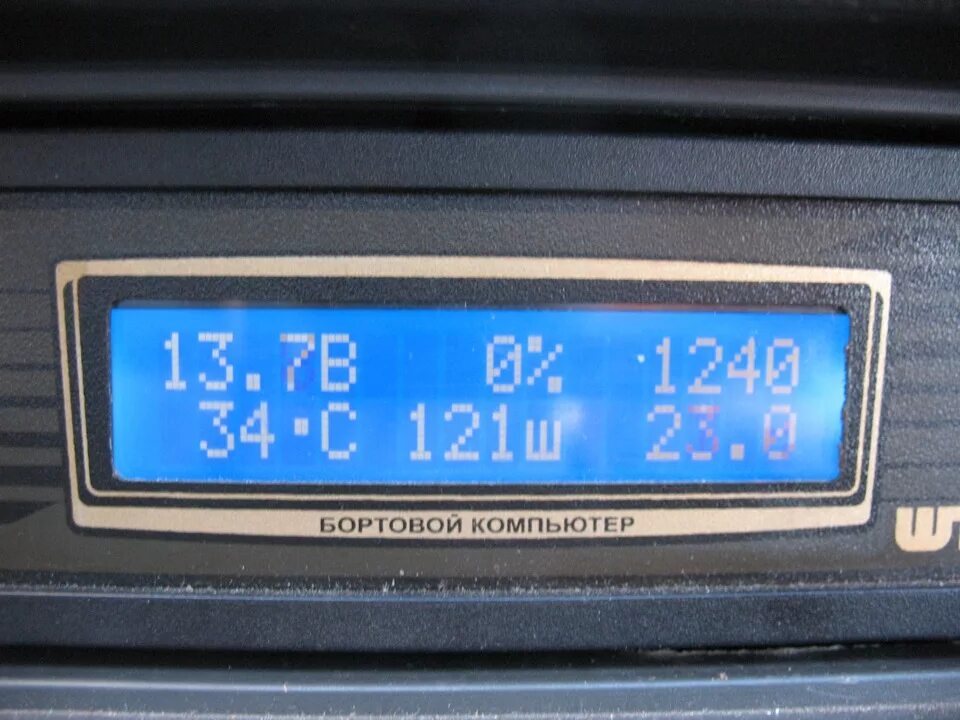 13.7В 0% 1240
34°С 121ш 23.0
БОРТОВОЙ КОМПЬЮТЕР